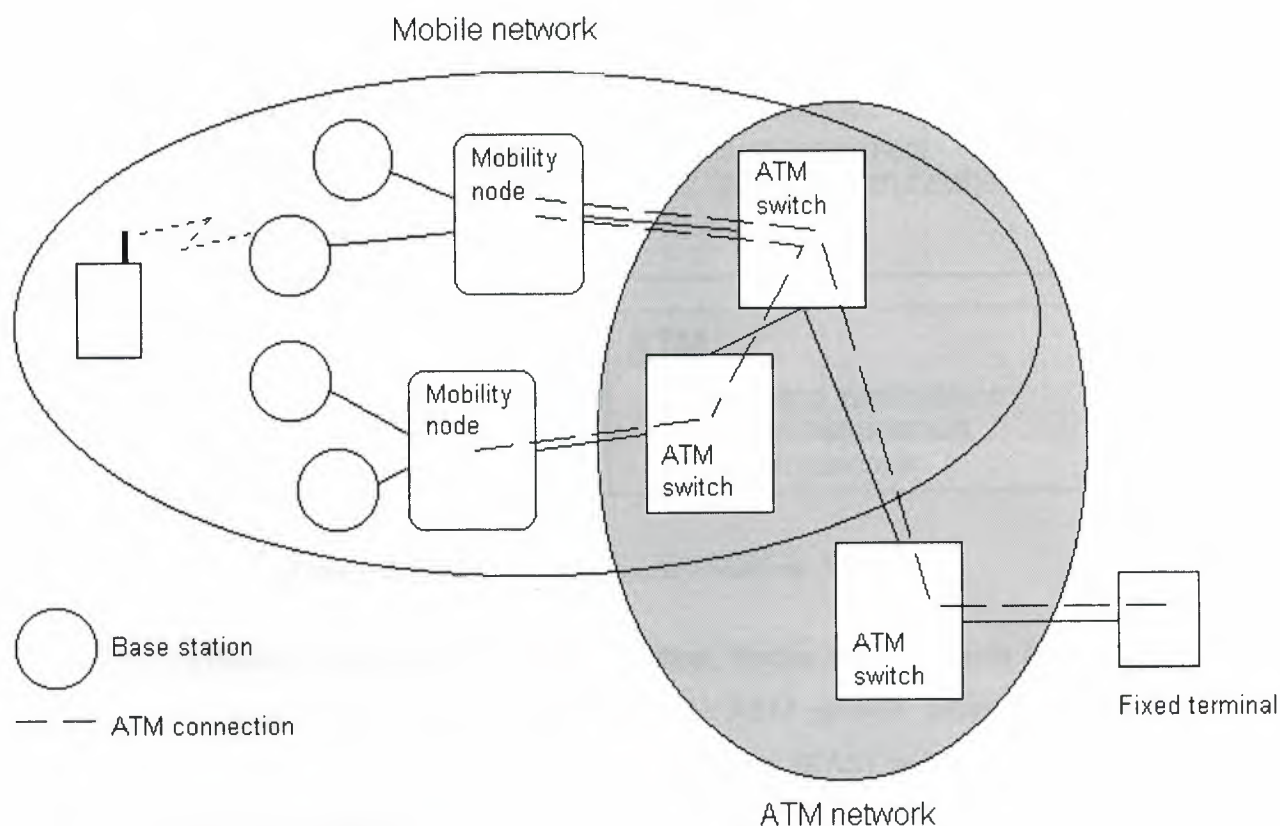 Mobile network
Mobility
node
ATM
switch
Mobility
node
ATM
switch
ATM
switch
Base station
ATM connection
Fixed terminal
ATM network